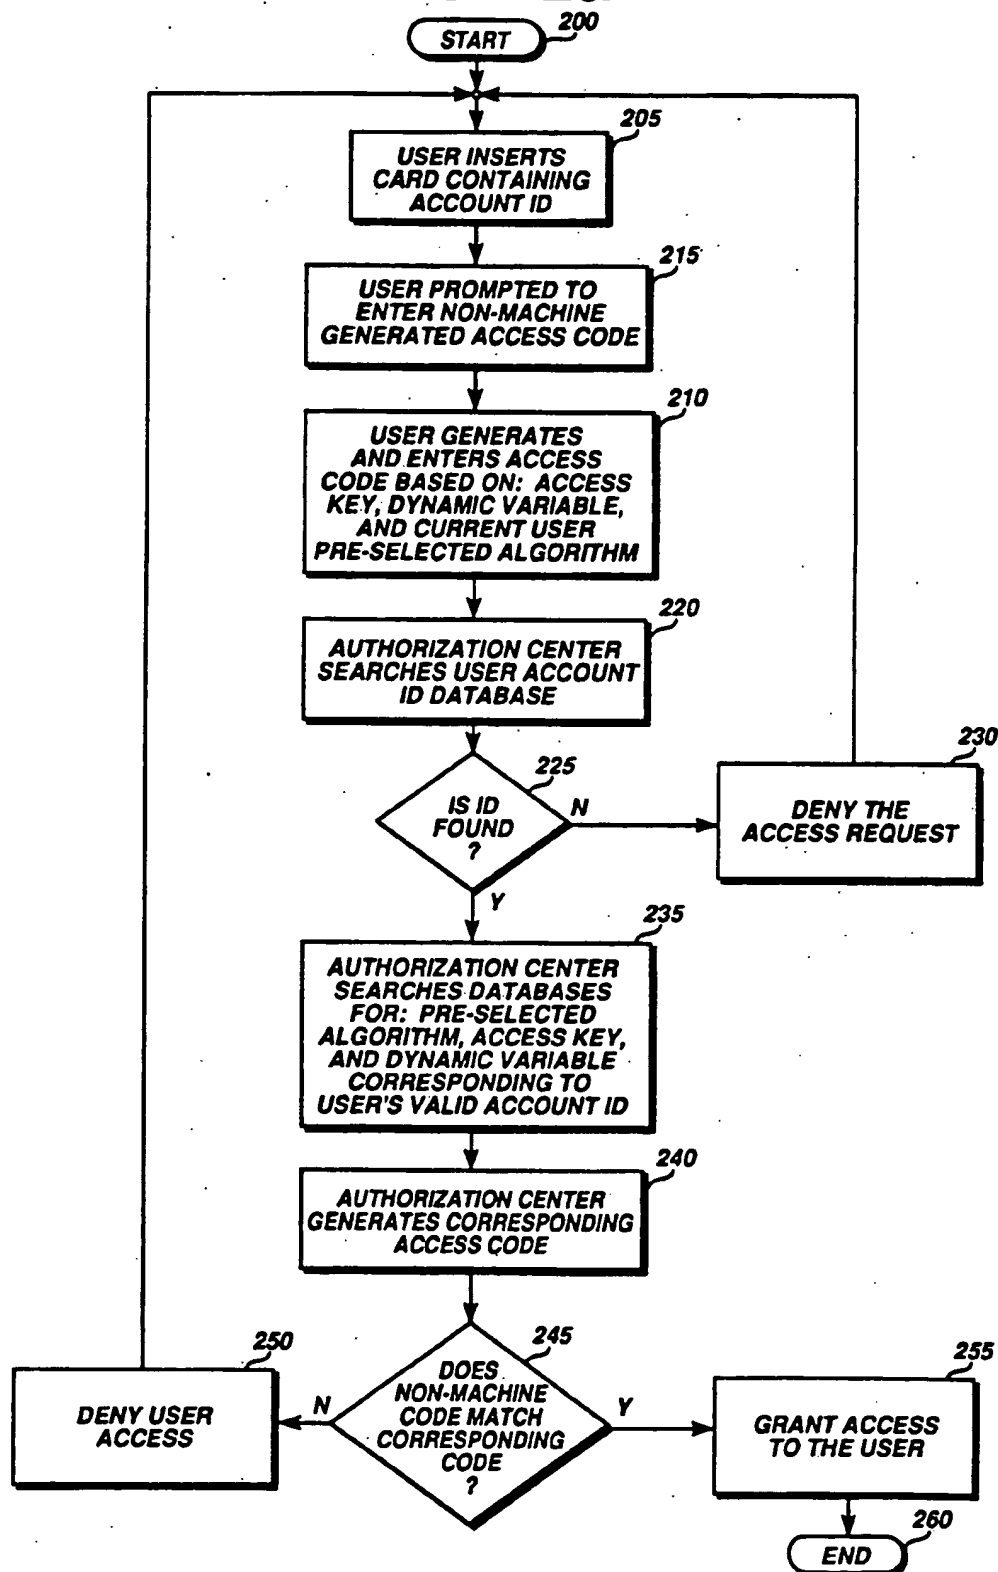 START
200
205
USER INSERTS
CARD CONTAINING
ACCOUNT ID
215
USER PROMPTED TO
ENTER NON-MACHINE
GENERATED ACCESS CODE
210
USER GENERATES
AND ENTERS ACCESS
CODE BASED ON: ACCESS
KEY, DYNAMIC VARIABLE,
AND CURRENT USER
PRE-SELECTED ALGORITHM
220
AUTHORIZATION CENTER
SEARCHES USER ACCOUNT
ID DATABASE
225
IS ID
FOUND
?
N
Y
230
DENY THE
ACCESS REQUEST
235
AUTHORIZATION CENTER
SEARCHES DATABASES
FOR: PRE-SELECTED
ALGORITHM, ACCESS KEY,
AND DYNAMIC VARIABLE
CORRESPONDING TO
USER'S VALID ACCOUNT ID
240
AUTHORIZATION CENTER
GENERATES CORRESPONDING
ACCESS CODE
245
DOES
NON-MACHINE
CODE MATCH
CORRESPONDING
CODE
?
N
Y
250
DENY USER
ACCESS
255
GRANT ACCESS
TO THE USER
END
260